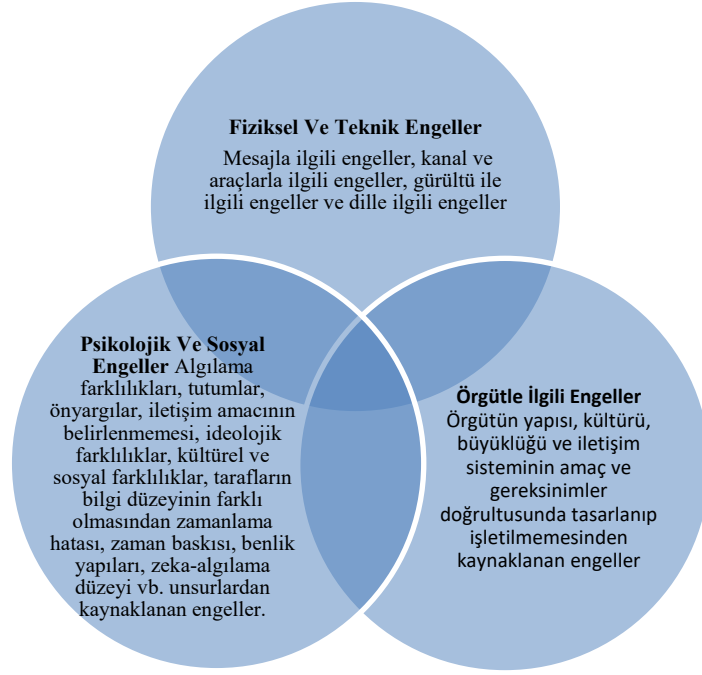 Fiziksel Ve Teknik Engeller
Mesajla ilgili engeller, kanal ve
araçlarla ilgili engeller, gürültü ile
ilgili engeller ve dille ilgili engeller
Psikolojik Ve Sosyal
Engeller Algılama
farklılıkları, tutumlar,
önyargılar, iletişim amacının
belirlenmemesi, ideolojik
farklılıklar, kültürel ve
sosyal farklılıklar, tarafların
bilgi düzeyinin farklı
olmasından zamanlama
hatası, zaman baskısı, benlik
yapıları, zeka-algılama
düzeyi vb. unsurlardan
kaynaklanan engeller.
Örgütle İlgili Engeller
Örgütün yapısı, kültürü,
büyüklüğü ve iletişim
sisteminin amaç ve
gereksinimler
doğrultusunda tasarlanıp
işletilmemesinden
kaynaklanan engeller